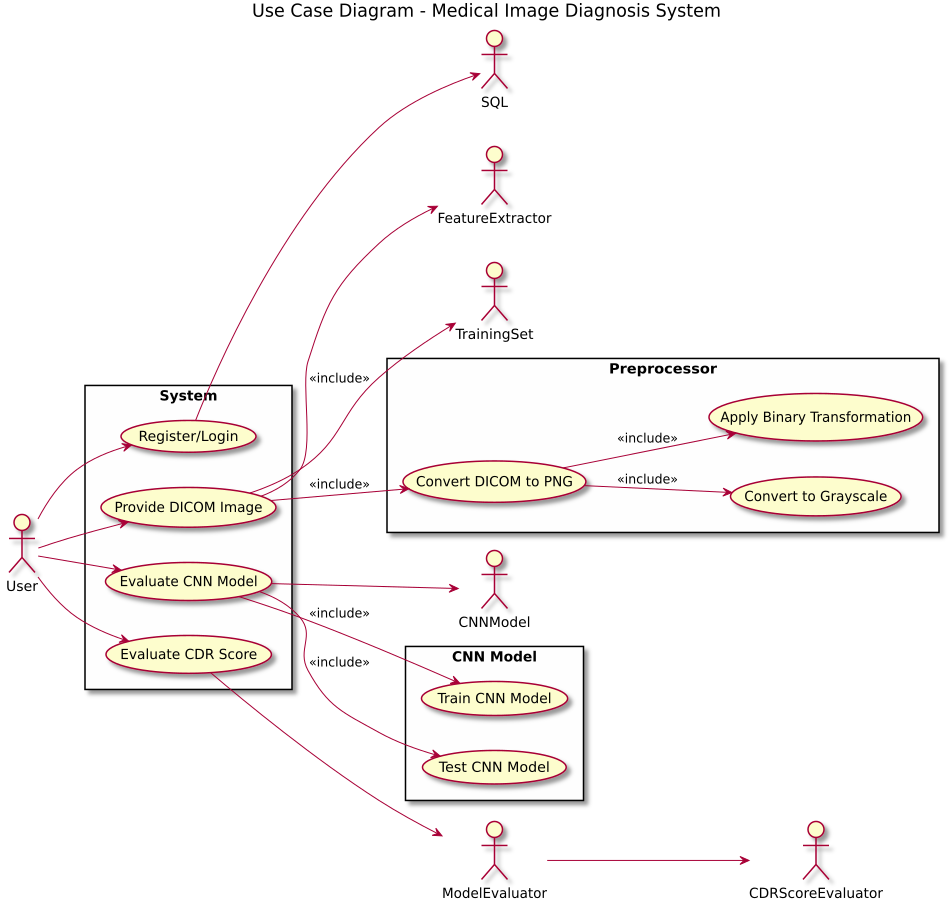 Use Case Diagram - Medical Image Diagnosis System
SQL
FeatureExtractor
TrainingSet
«include»
Preprocessor
System
Apply Binary Transformation
Register/Login
«include»
Convert DICOM to PNG
«include»
«include»
Convert to Grayscale
Provide DICOM Image
User
Evaluate CNN Model
«include»
CNNModel
Evaluate CDR Score
«include»
CNN Model
Train CNN Model
Test CNN Model
ModelEvaluator
CDRScoreEvaluator